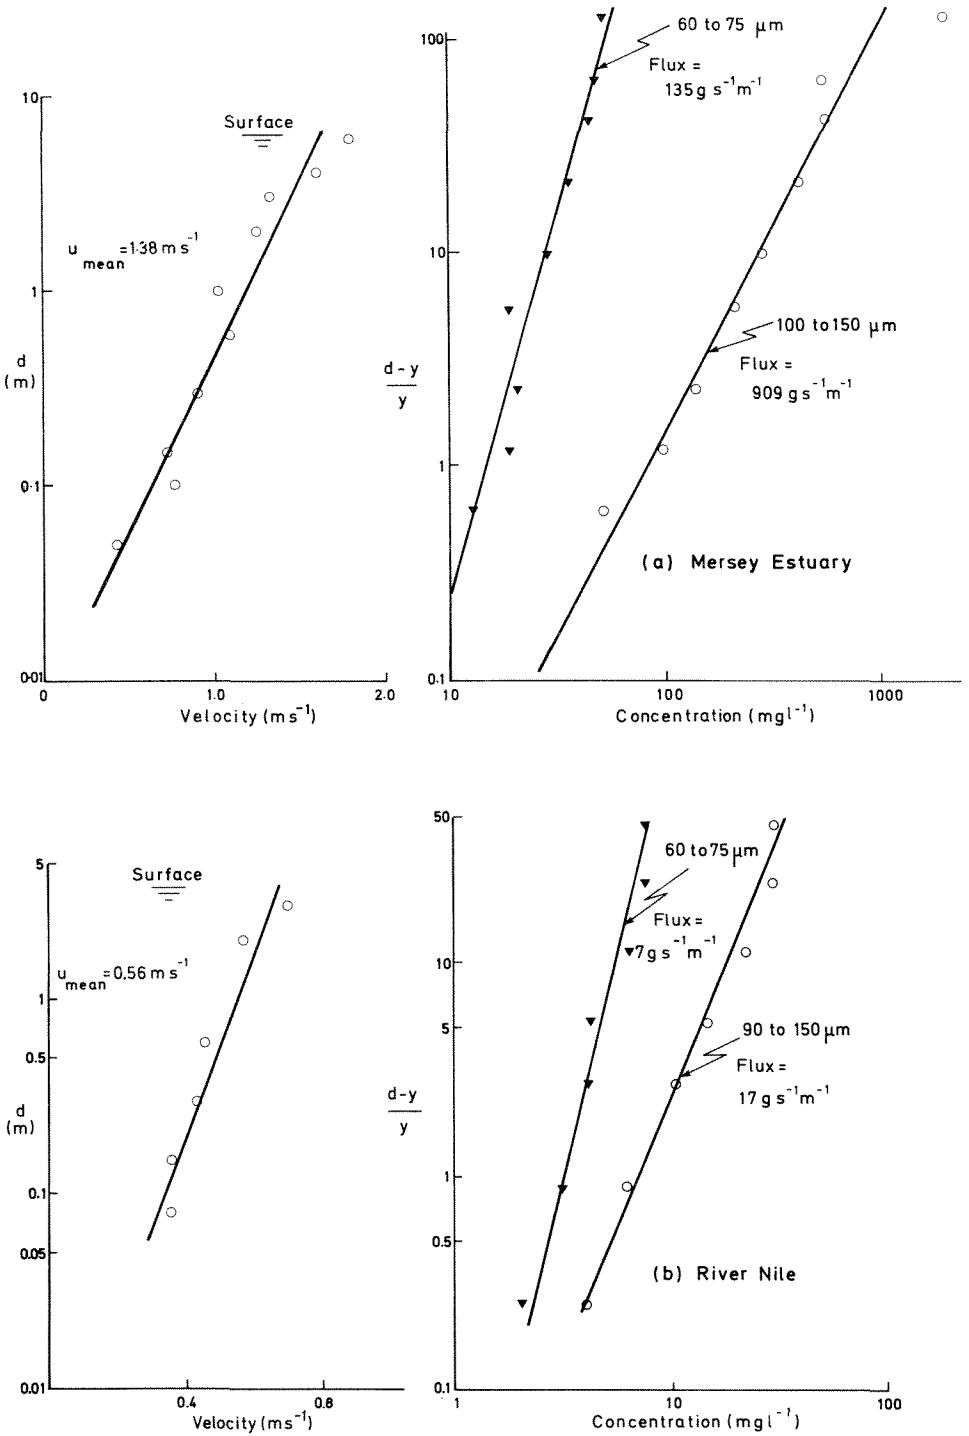 10
Surface
u mean = 1·38 m s⁻¹
1
d
(m)
0·1
0·01
0
1.0
2.0
Velocity (ms⁻¹)
100
60 to 75 μm
Flux =
135 g s⁻¹ m⁻¹
10
d-y
y
100 to 150 μm
Flux =
909 g s⁻¹ m⁻¹
1
(a) Mersey Estuary
0.1
10
100
1000
Concentration (mgl⁻¹)
5
Surface
u mean = 0.56 m s⁻¹
1
0.5
d
(m)
0.1
0.05
0.01
0.4
0.8
Velocity (ms⁻¹)
50
60 to 75 μm
Flux =
7 g s⁻¹ m⁻¹
10
5
90 to 150 μm
Flux =
17 g s⁻¹ m⁻¹
d-y
y
1
0.5
(b) River Nile
0.1
1
10
100
Concentration (mgl⁻¹)